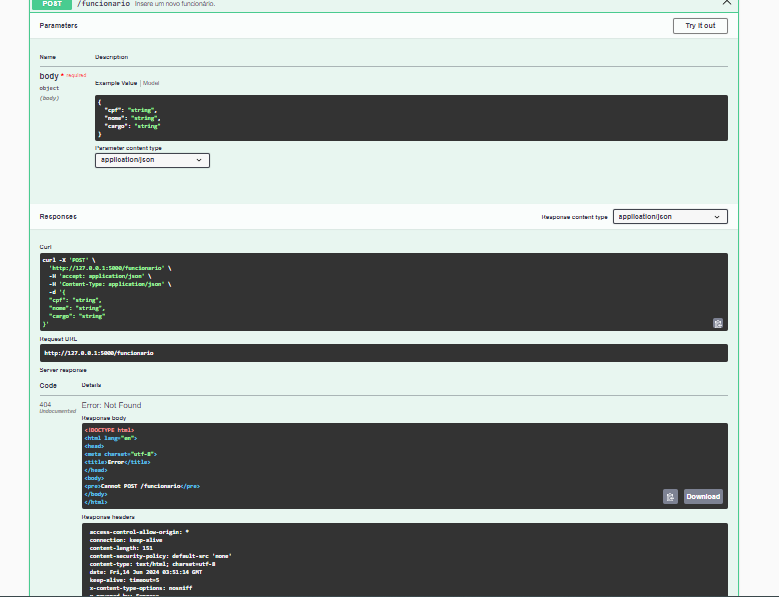 POST /funcionario Insere um novo funcionário.
Parameters
Try it out
Name Description
body * required
object
(body)
Example Value | Model
{
"cpf": "string",
"nome": "string",
"cargo": "string"
}
Parameter content type
application/json
Responses
Response content type application/json
Curl
curl -X 'POST' \
'http://127.0.0.1:5000/funcionario' \
-H 'accept: application/json' \
-H 'Content-Type: application/json' \
-d '{
"cpf": "string",
"nome": "string",
"cargo": "string"
}'
Request URL
http://127.0.0.1:5000/funcionario
Server response
Code Details
404
Undocumented
Error: Not Found
Response body
<!DOCTYPE html>
<html lang="en">
<head>
<meta charset="utf-8">
<title>Error</title>
</head>
<body>
<pre>Cannot POST /funcionario</pre>
</body>
</html>
Download
Response headers
access-control-allow-origin: *
connection: keep-alive
content-length: 151
content-security-policy: default-src 'none'
content-type: text/html; charset=utf-8
date: Fri,14 Jun 2024 03:51:14 GMT
keep-alive: timeout=5
x-content-type-options: nosniff
x-powered-by: Express